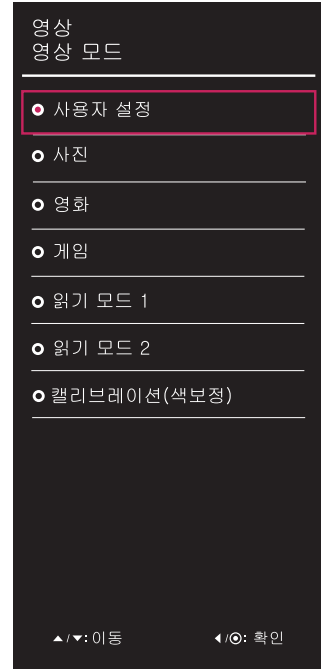 영상
영상 모드
사용자 설정
사진
영화
게임
읽기 모드 1
읽기 모드 2
캘리브레이션(색보정)
▲/▼: 이동 ◀/◉: 확인